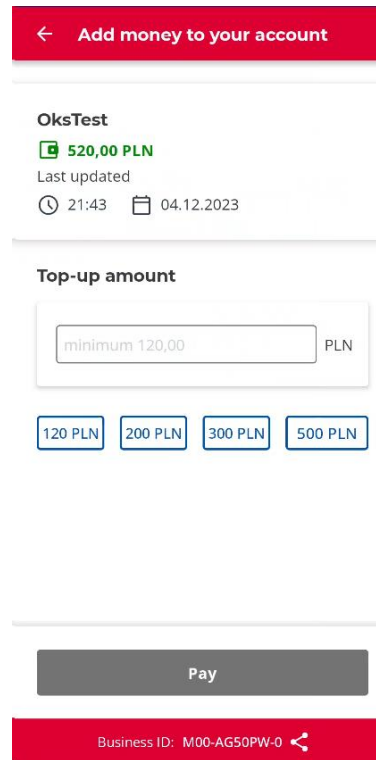 Add money to your account
OksTest
520,00 PLN
Last updated
21:43 04.12.2023
Top-up amount
minimum 120,00 PLN
120 PLN 200 PLN 300 PLN 500 PLN
Pay
Business ID: M00-AG50PW-0